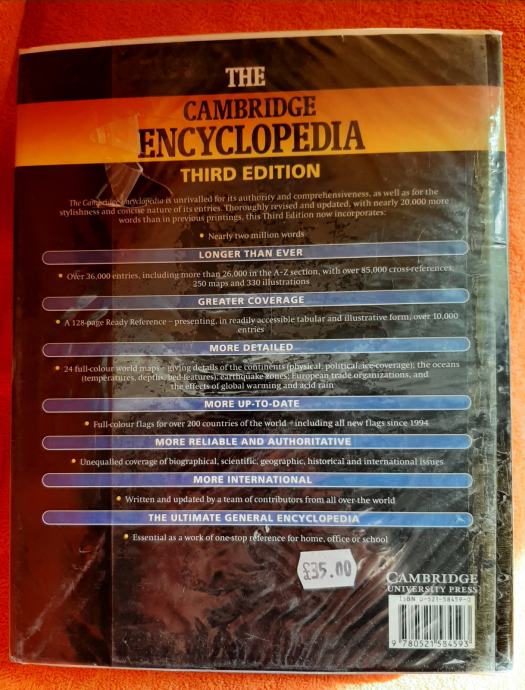 THE
CAMBRIDGE
ENCYCLOPEDIA
THIRD EDITION
The Cambridge Encyclopedia is unrivalled for its authority and comprehensiveness, as well as for the
stylishness and concise nature of its entries. Thoroughly revised and updated, with nearly 20,000 more
words than in previous printings, this Third Edition now incorporates:
• Nearly two million words
LONGER THAN EVER
• Over 36,000 entries, including more than 26,000 in the A–Z section, with over 85,000 cross-references,
250 maps and 330 illustrations
GREATER COVERAGE
• A 128-page Ready Reference – presenting, in readily-accessible tabular and illustrative form, over 10,000
entries
MORE DETAILED
• 24 full-colour world maps – giving details of the continents (physical, political, ice-coverage); the oceans
(temperatures, depths, bed-features); earthquake zones; European trade organizations, and
the effects of global warming and acid rain
MORE UP-TO-DATE
• Full-colour flags for over 200 countries of the world – including all new flags since 1994
MORE RELIABLE AND AUTHORITATIVE
• Unequalled coverage of biographical, scientific, geographic, historical and international issues
MORE INTERNATIONAL
• Written and updated by a team of contributors from all over the world
THE ULTIMATE GENERAL ENCYCLOPEDIA
• Essential as a work of one-stop reference for home, office or school
£35.00
CAMBRIDGE
UNIVERSITY PRESS
ISBN 0-521-58459-0
9 780521 584593